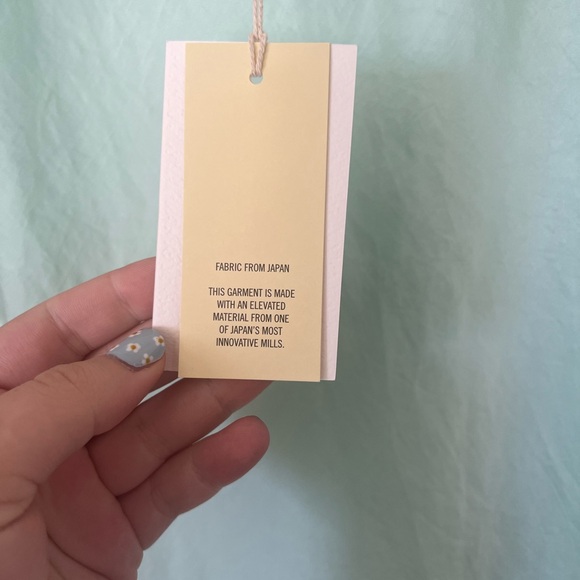 FABRIC FROM JAPAN
THIS GARMENT IS MADE
WITH AN ELEVATED
MATERIAL FROM ONE
OF JAPAN'S MOST
INNOVATIVE MILLS.